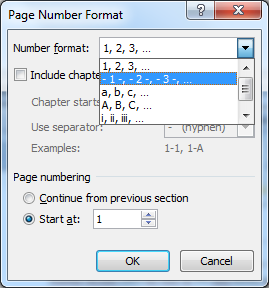 Page Number Format
Number format: 1, 2, 3, ...
1, 2, 3, ...
- 1 -, - 2 -, - 3 -, ...
a, b, c, ...
A, B, C, ...
i, ii, iii, ...
Include chapte
Chapter starts
Use separator: - (hyphen)
Examples: 1-1, 1-A
Page numbering
Continue from previous section
Start at: 1
OK Cancel